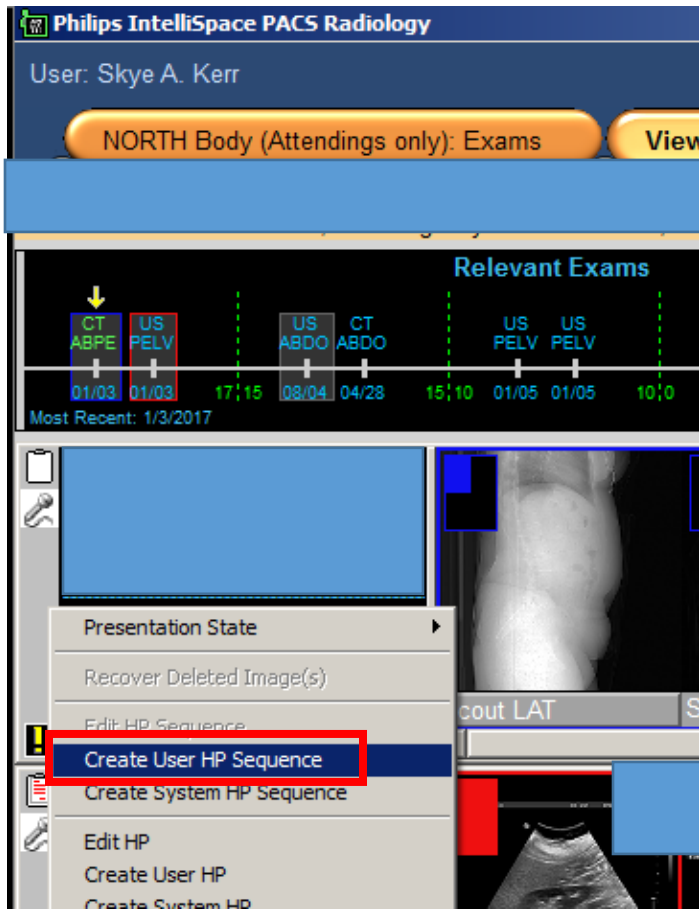 Philips IntelliSpace PACS Radiology
User: Skye A. Kerr
NORTH Body (Attendings only): Exams
View
Relevant Exams
CT US US CT US US
ABPE PELV ABDO ABDO PELV PELV
01/03 01/03 17 15 08/04 04/28 15 10 01/05 01/05 10 0
Most Recent: 1/3/2017
Presentation State
Recover Deleted Image(s)
Edit HP Sequence
cout LAT S
Create User HP Sequence
Create System HP Sequence
Edit HP
Create User HP
Create System HP